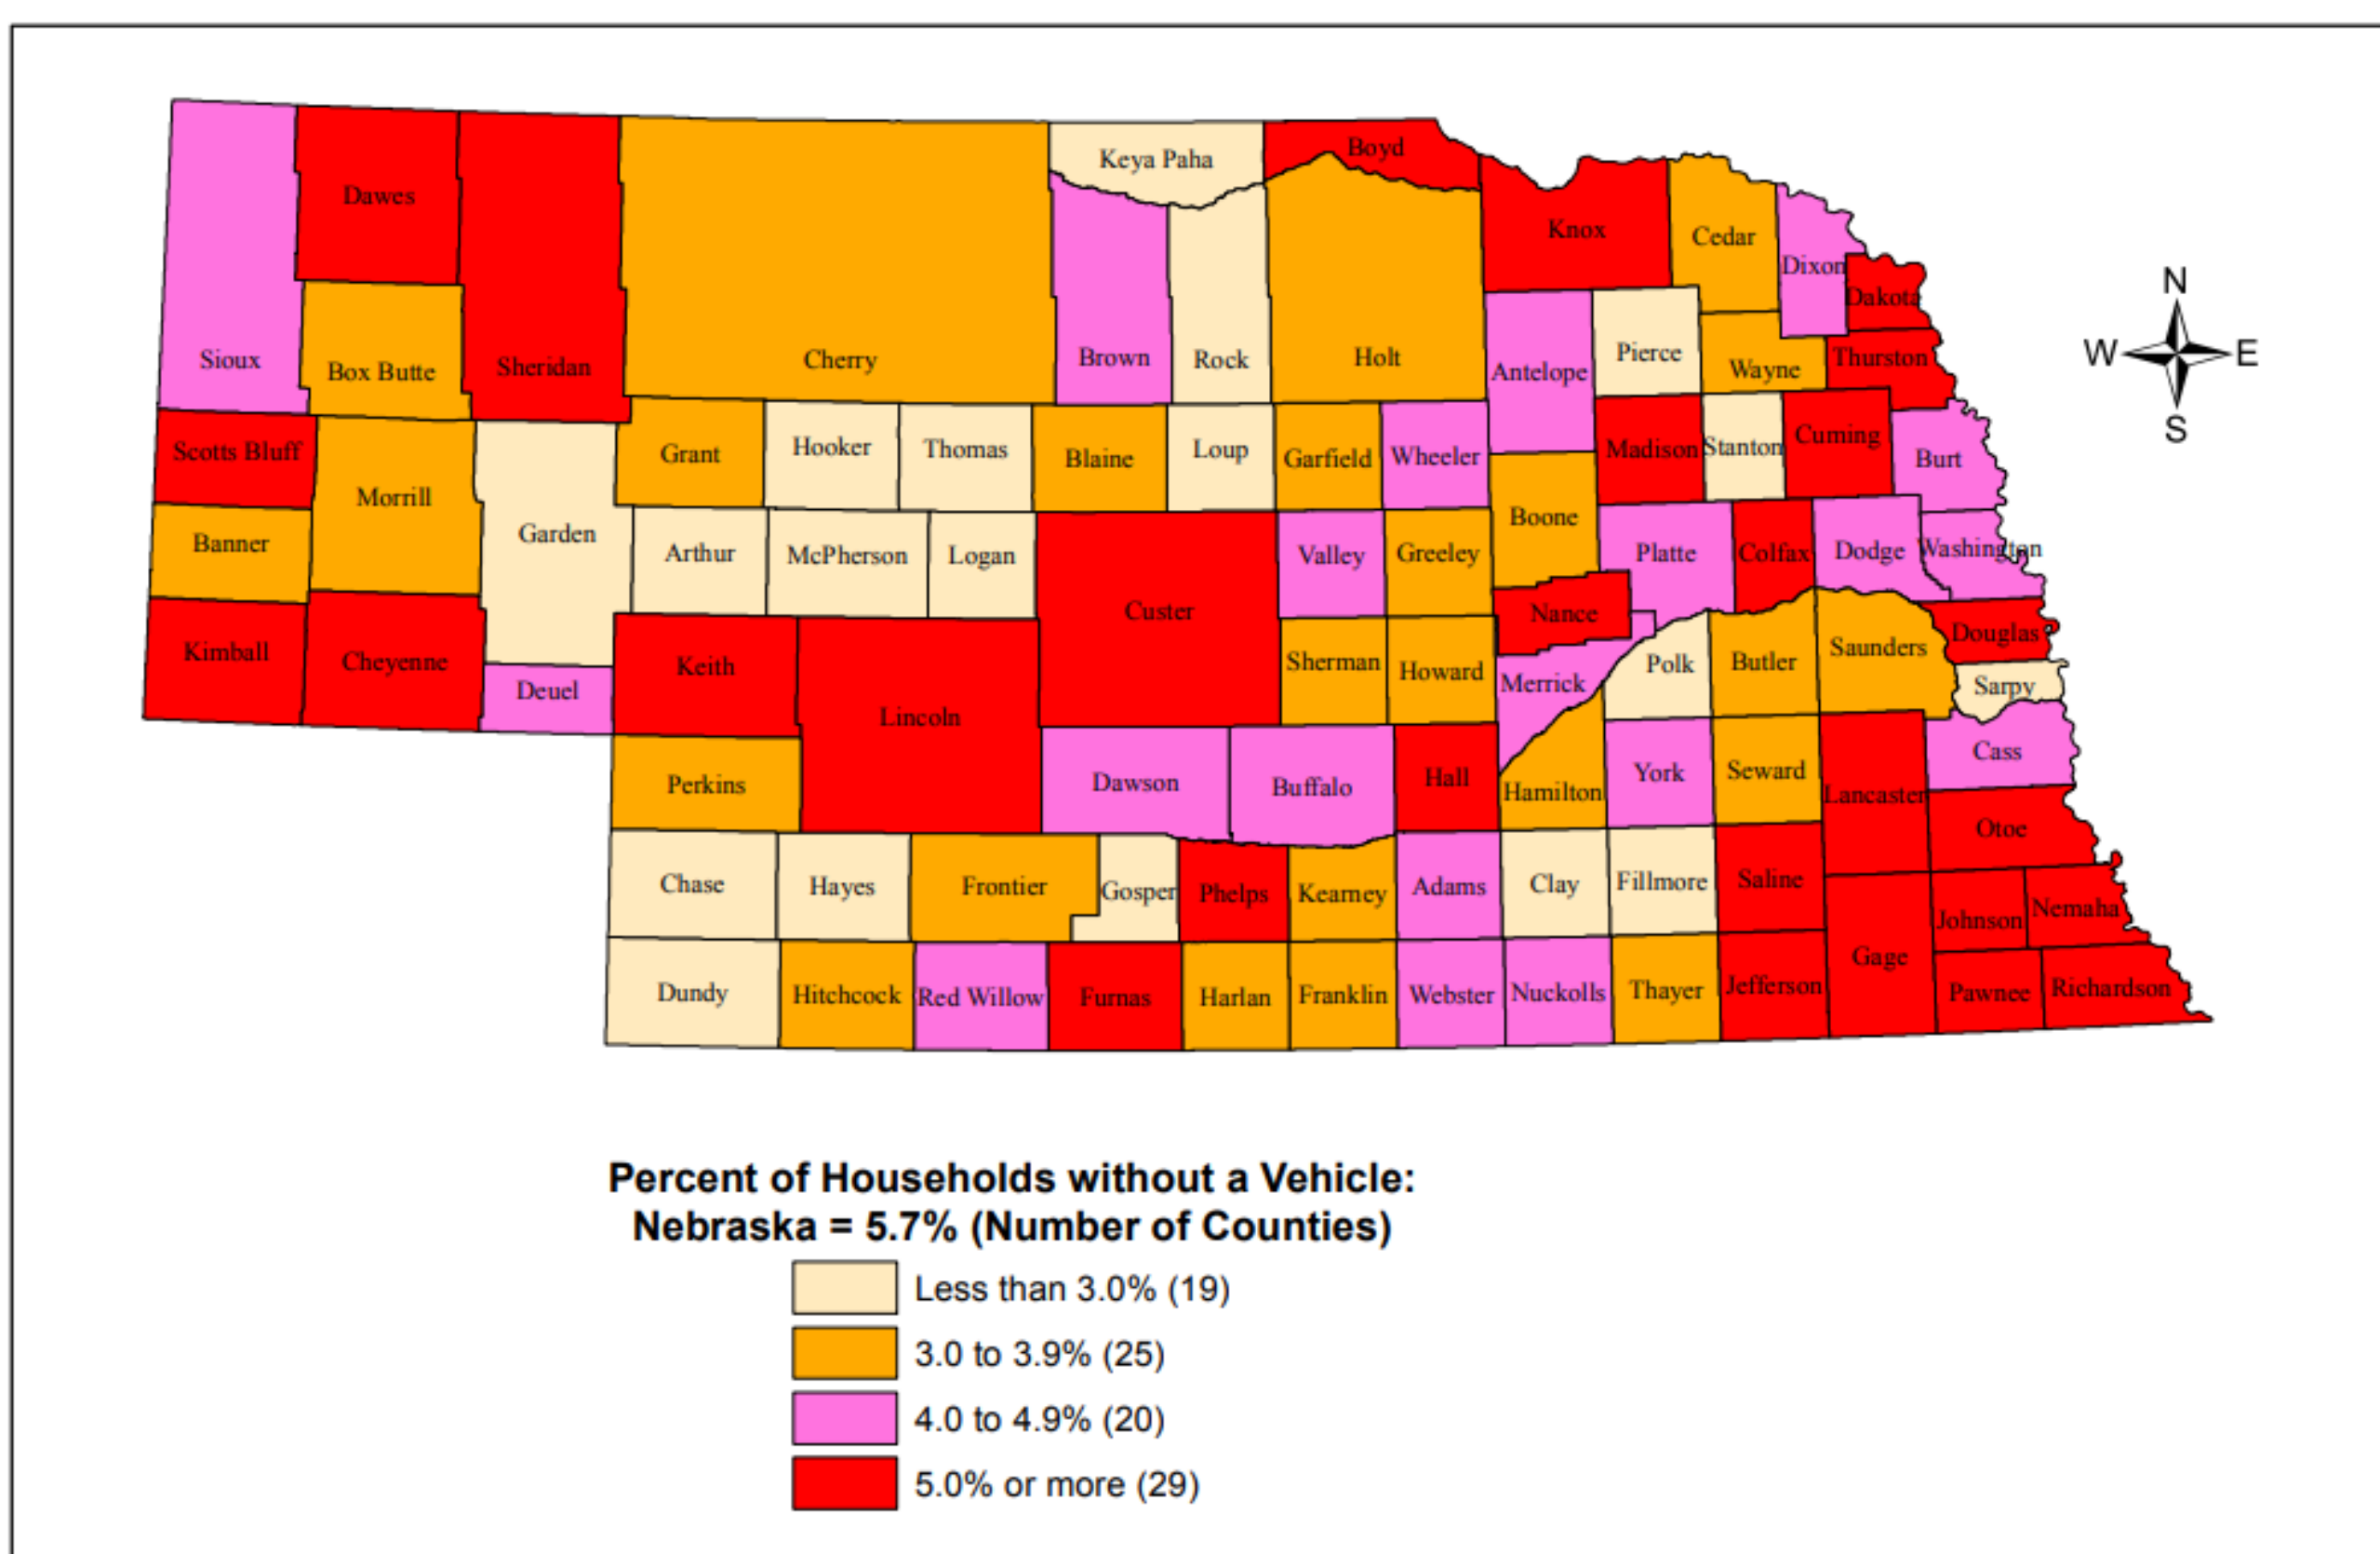 Keya Paha
Boyd
Dawes
Knox
Cedar
Dixon
Dakota
N
W E
S
Sioux
Box Butte
Sheridan
Cherry
Brown
Rock
Holt
Antelope
Pierce
Wayne
Thurston
Scotts Bluff
Morrill
Garden
Grant
Hooker
Thomas
Blaine
Loup
Garfield
Wheeler
Boone
Madison
Stanton
Cuming
Burt
Banner
Arthur
McPherson
Logan
Custer
Valley
Greeley
Platte
Colfax
Dodge
Washington
Nance
Kimball
Cheyenne
Deuel
Keith
Lincoln
Sherman
Howard
Merrick
Polk
Butler
Saunders
Douglas
Sarpy
Perkins
Dawson
Buffalo
Hall
Hamilton
York
Seward
Lancaster
Cass
Otoe
Chase
Hayes
Frontier
Gosper
Phelps
Kearney
Adams
Clay
Fillmore
Saline
Johnson
Nemaha
Dundy
Hitchcock
Red Willow
Furnas
Harlan
Franklin
Webster
Nuckolls
Thayer
Jefferson
Gage
Pawnee
Richardson
Percent of Households without a Vehicle:
Nebraska = 5.7% (Number of Counties)
Less than 3.0% (19)
3.0 to 3.9% (25)
4.0 to 4.9% (20)
5.0% or more (29)